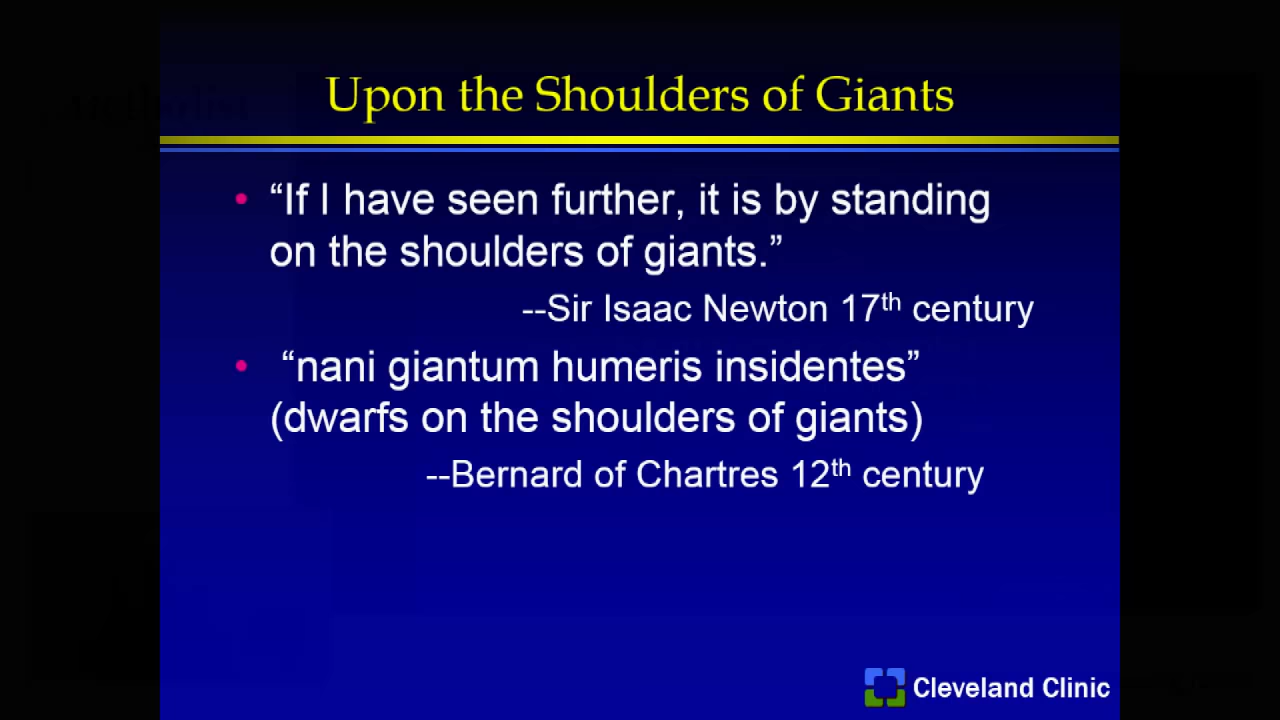 Upon the Shoulders of Giants
• “If I have seen further, it is by standing
on the shoulders of giants.”
--Sir Isaac Newton 17th century
• “nani giantum humeris insidentes”
(dwarfs on the shoulders of giants)
--Bernard of Chartres 12th century
Cleveland Clinic